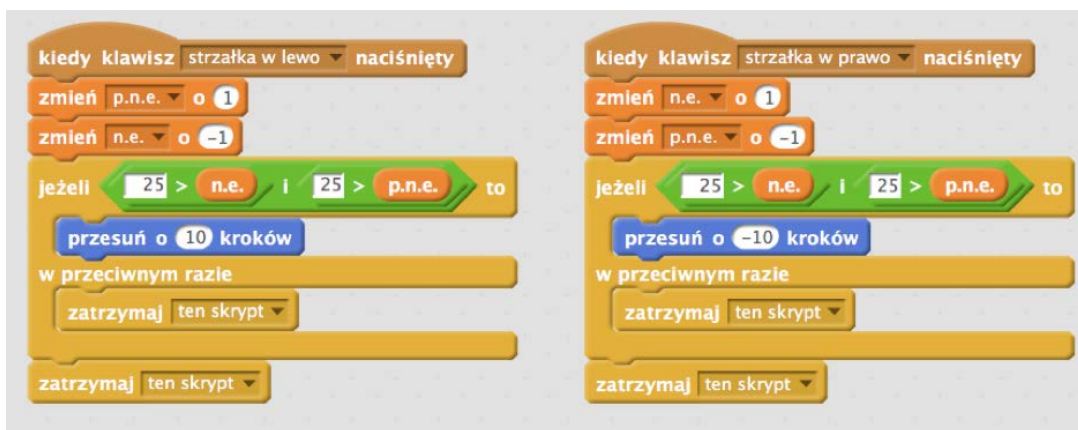 kiedy klawisz strzałka w lewo naciśnięty
zmień p.n.e. o 1
zmień n.e. o -1
jeżeli 25 > n.e. i 25 > p.n.e. to
przesuń o 10 kroków
w przeciwnym razie
zatrzymaj ten skrypt
zatrzymaj ten skrypt
kiedy klawisz strzałka w prawo naciśnięty
zmień n.e. o 1
zmień p.n.e. o -1
jeżeli 25 > n.e. i 25 > p.n.e. to
przesuń o -10 kroków
w przeciwnym razie
zatrzymaj ten skrypt
zatrzymaj ten skrypt